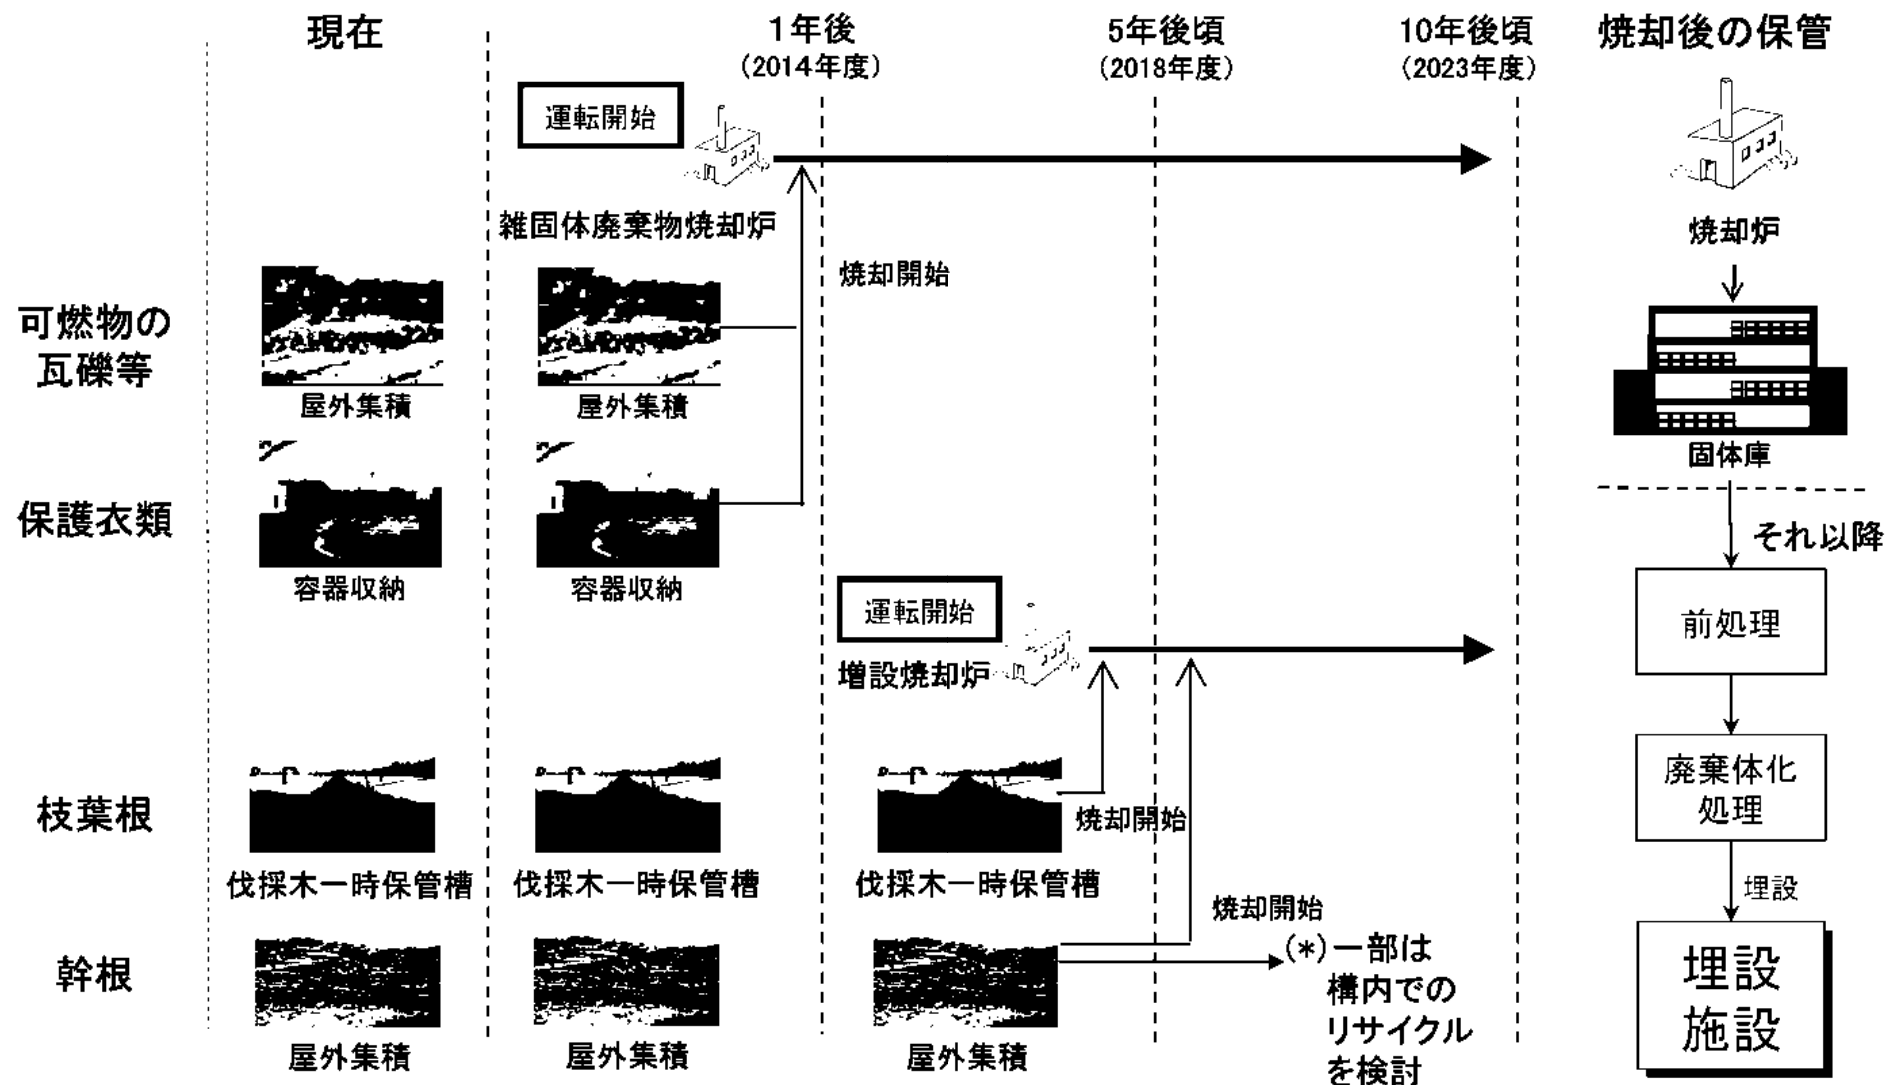 現在
1年後
(2014年度)
5年後頃
(2018年度)
10年後頃
(2023年度)
焼却後の保管
運転開始
雑固体廃棄物焼却炉
焼却開始
可燃物の
瓦礫等
屋外集積
屋外集積
保護衣類
容器収納
容器収納
運転開始
増設焼却炉
枝葉根
伐採木一時保管槽
伐採木一時保管槽
伐採木一時保管槽
焼却開始
幹根
屋外集積
屋外集積
屋外集積
焼却開始
(*)一部は
構内での
リサイクル
を検討
焼却炉
固体庫
それ以降
前処理
廃棄体化
処理
埋設
埋設
施設